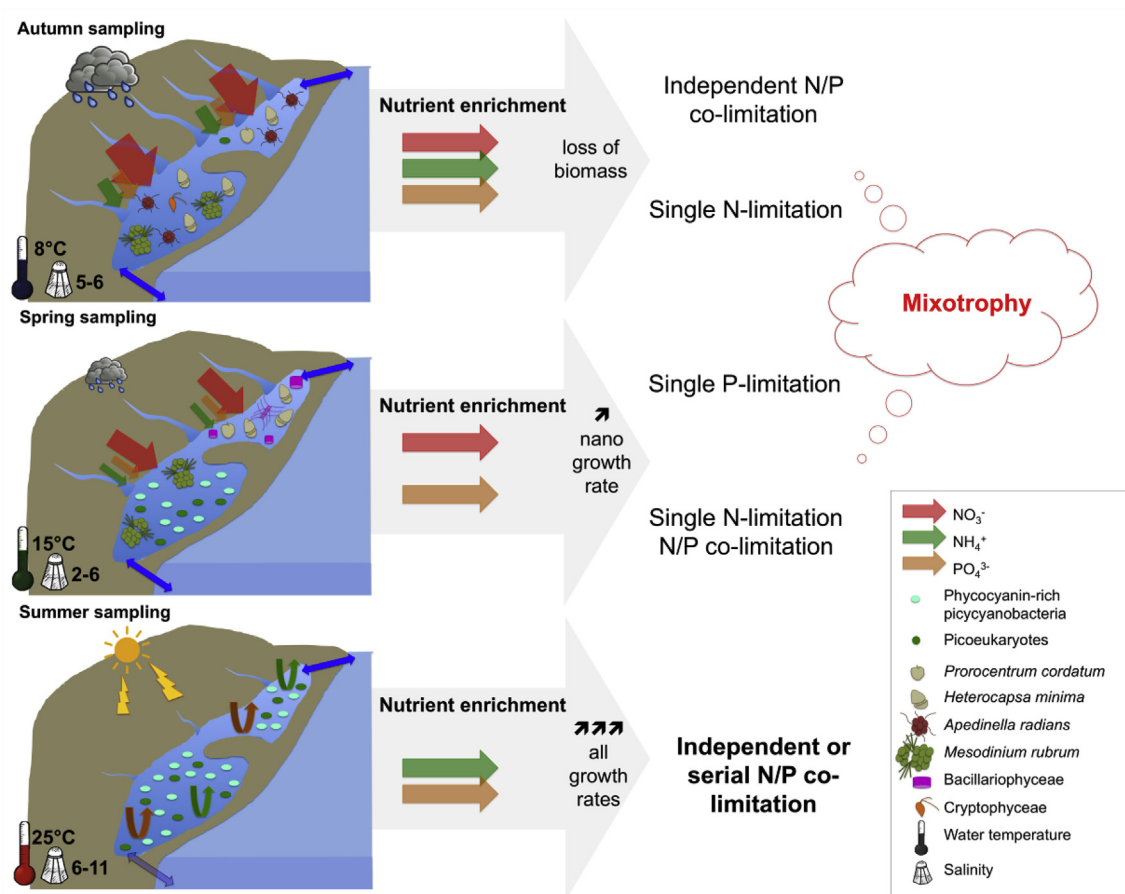 Autumn sampling
8°C
5-6
Nutrient enrichment
loss of
biomass
Independent N/P
co-limitation
Single N-limitation
Mixotrophy
Spring sampling
15°C
2-6
Nutrient enrichment
nano
growth
rate
Single P-limitation
Single N-limitation
N/P co-limitation
Summer sampling
25°C
6-11
Nutrient enrichment
all
growth
rates
Independent or
serial N/P co-
limitation
NO₃⁻
NH₄⁺
PO₄³⁻
Phycocyanin-rich
picycyanobacteria
Picoeukaryotes
Prorocentrum cordatum
Heterocapsa minima
Apedinella radians
Mesodinium rubrum
Bacillariophyceae
Cryptophyceae
Water temperature
Salinity